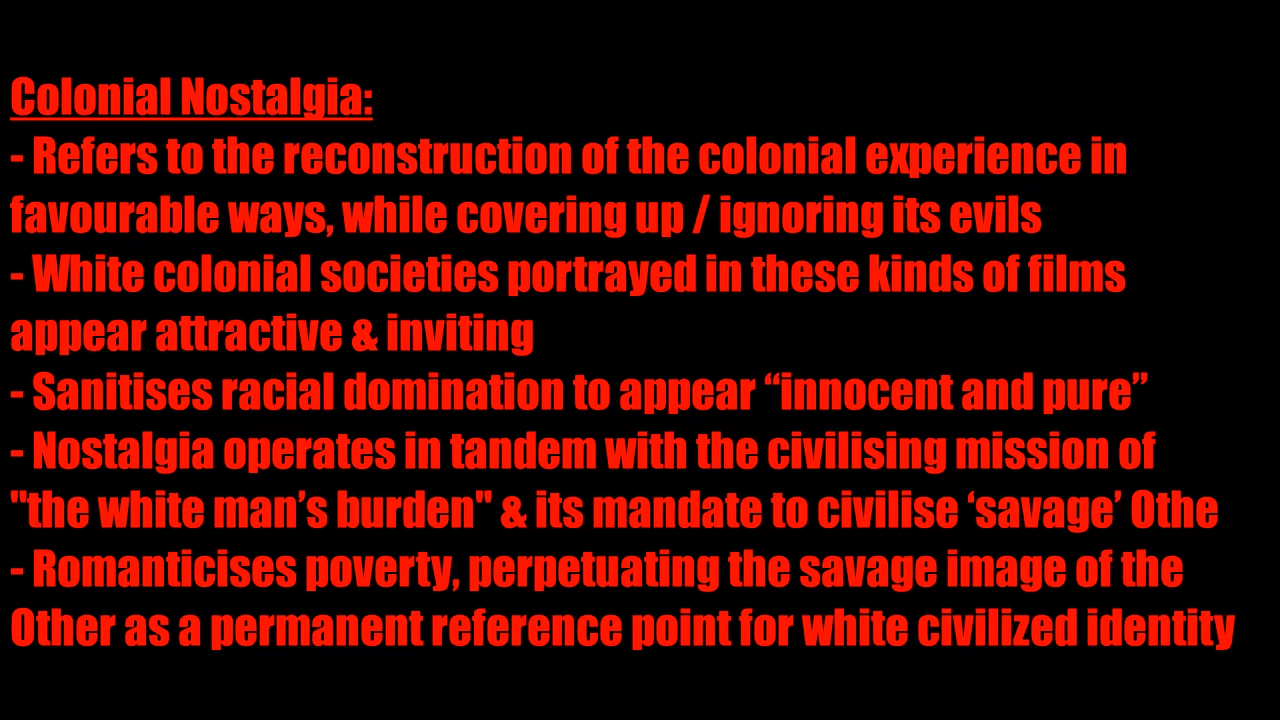 Colonial Nostalgia:
- Refers to the reconstruction of the colonial experience in
favourable ways, while covering up / ignoring its evils
- White colonial societies portrayed in these kinds of films
appear attractive & inviting
- Sanitises racial domination to appear “innocent and pure”
- Nostalgia operates in tandem with the civilising mission of
"the white man’s burden" & its mandate to civilise ‘savage’ Othe
- Romanticises poverty, perpetuating the savage image of the
Other as a permanent reference point for white civilized identity